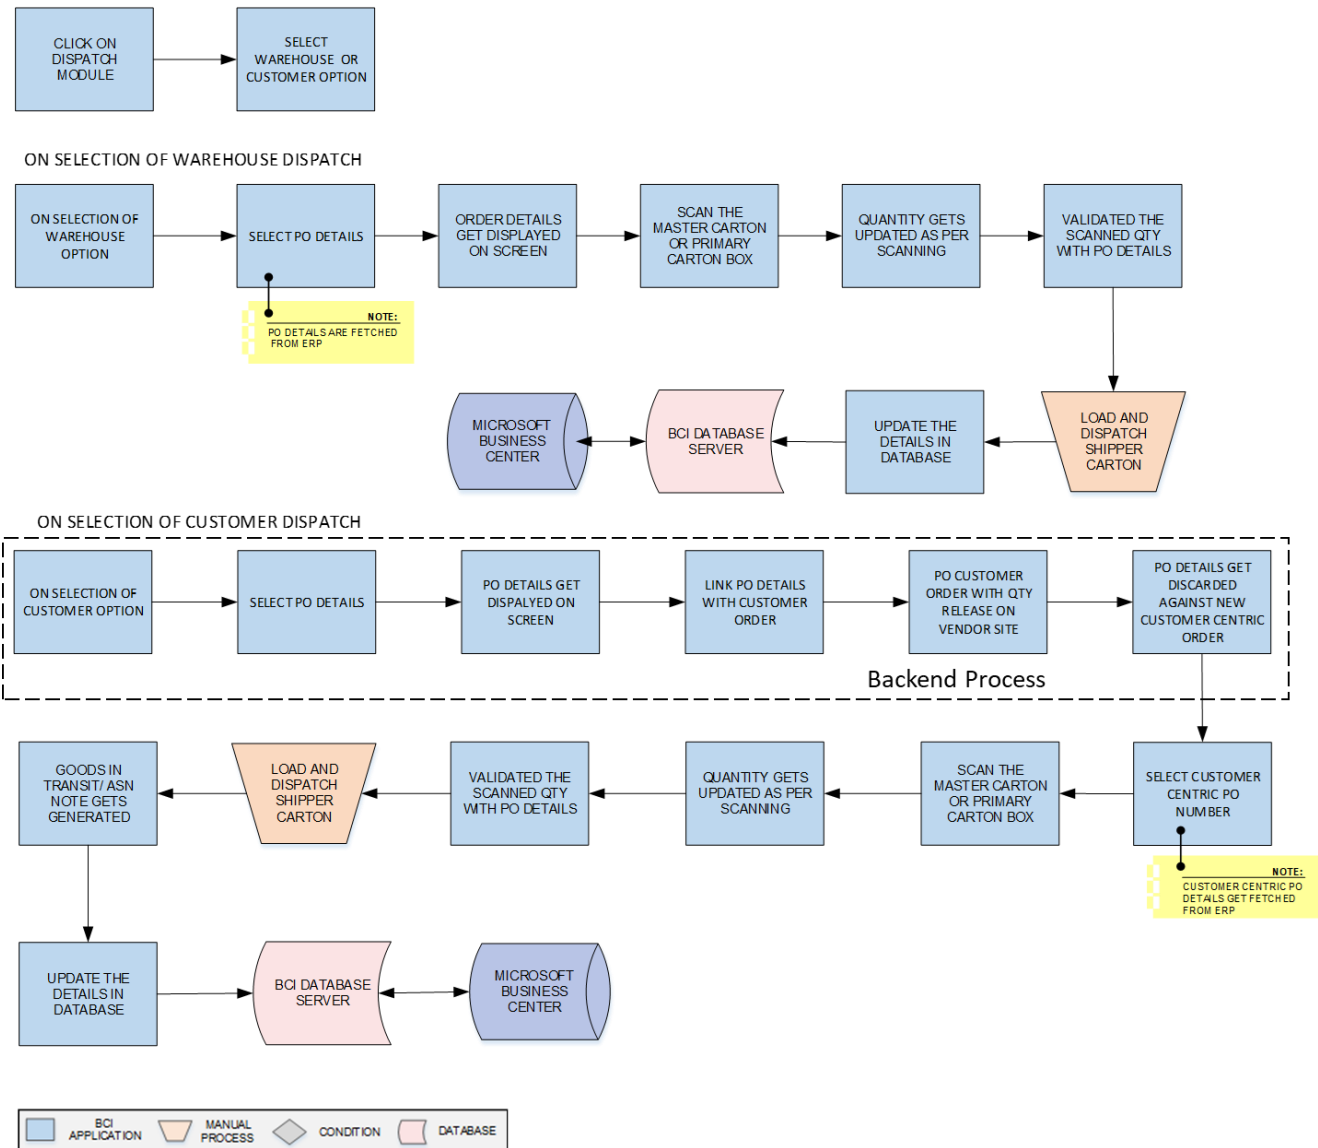 CLICK ON
DISPATCH
MODULE
SELECT
WAREHOUSE OR
CUSTOMER OPTION
ON SELECTION OF WAREHOUSE DISPATCH
ON SELECTION OF
WAREHOUSE
OPTION
SELECT PO DETAILS
ORDER DETAILS
GET DISPLAYED
ON SCREEN
SCAN THE
MASTER CARTON
OR PRIMARY
CARTON BOX
QUANTITY GETS
UPDATED AS PER
SCANNING
VALIDATED THE
SCANNED QTY
WITH PO DETAILS
NOTE:
PO DETAILS ARE FETCHED
FROM ERP
MICROSOFT
BUSINESS
CENTER
BCI DATABASE
SERVER
UPDATE THE
DETAILS IN
DATABASE
LOAD AND
DISPATCH
SHIPPER
CARTON
ON SELECTION OF CUSTOMER DISPATCH
ON SELECTION OF
CUSTOMER OPTION
SELECT PO DETAILS
PO DETAILS GET
DISPALYED ON
SCREEN
LINK PO DETAILS
WITH CUSTOMER
ORDER
PO CUSTOMER
ORDER WITH QTY
RELEASE ON
VENDOR SITE
PO DETAILS GET
DISCARDED
AGAINST NEW
CUSTOMER CENTRIC
ORDER
Backend Process
GOODS IN
TRANSIT/ ASN
NOTE GETS
GENERATED
LOAD AND
DISPATCH
SHIPPER
CARTON
VALIDATED THE
SCANNED QTY
WITH PO DETAILS
QUANTITY GETS
UPDATED AS PER
SCANNING
SCAN THE
MASTER CARTON
OR PRIMARY
CARTON BOX
SELECT CUSTOMER
CENTRIC PO
NUMBER
NOTE:
CUSTOMER CENTRIC PO
DETAILS GET FETCHED
FROM ERP
UPDATE THE
DETAILS IN
DATABASE
BCI DATABASE
SERVER
MICROSOFT
BUSINESS
CENTER
BCI
APPLICATION
MANUAL
PROCESS
CONDITION
DATABASE